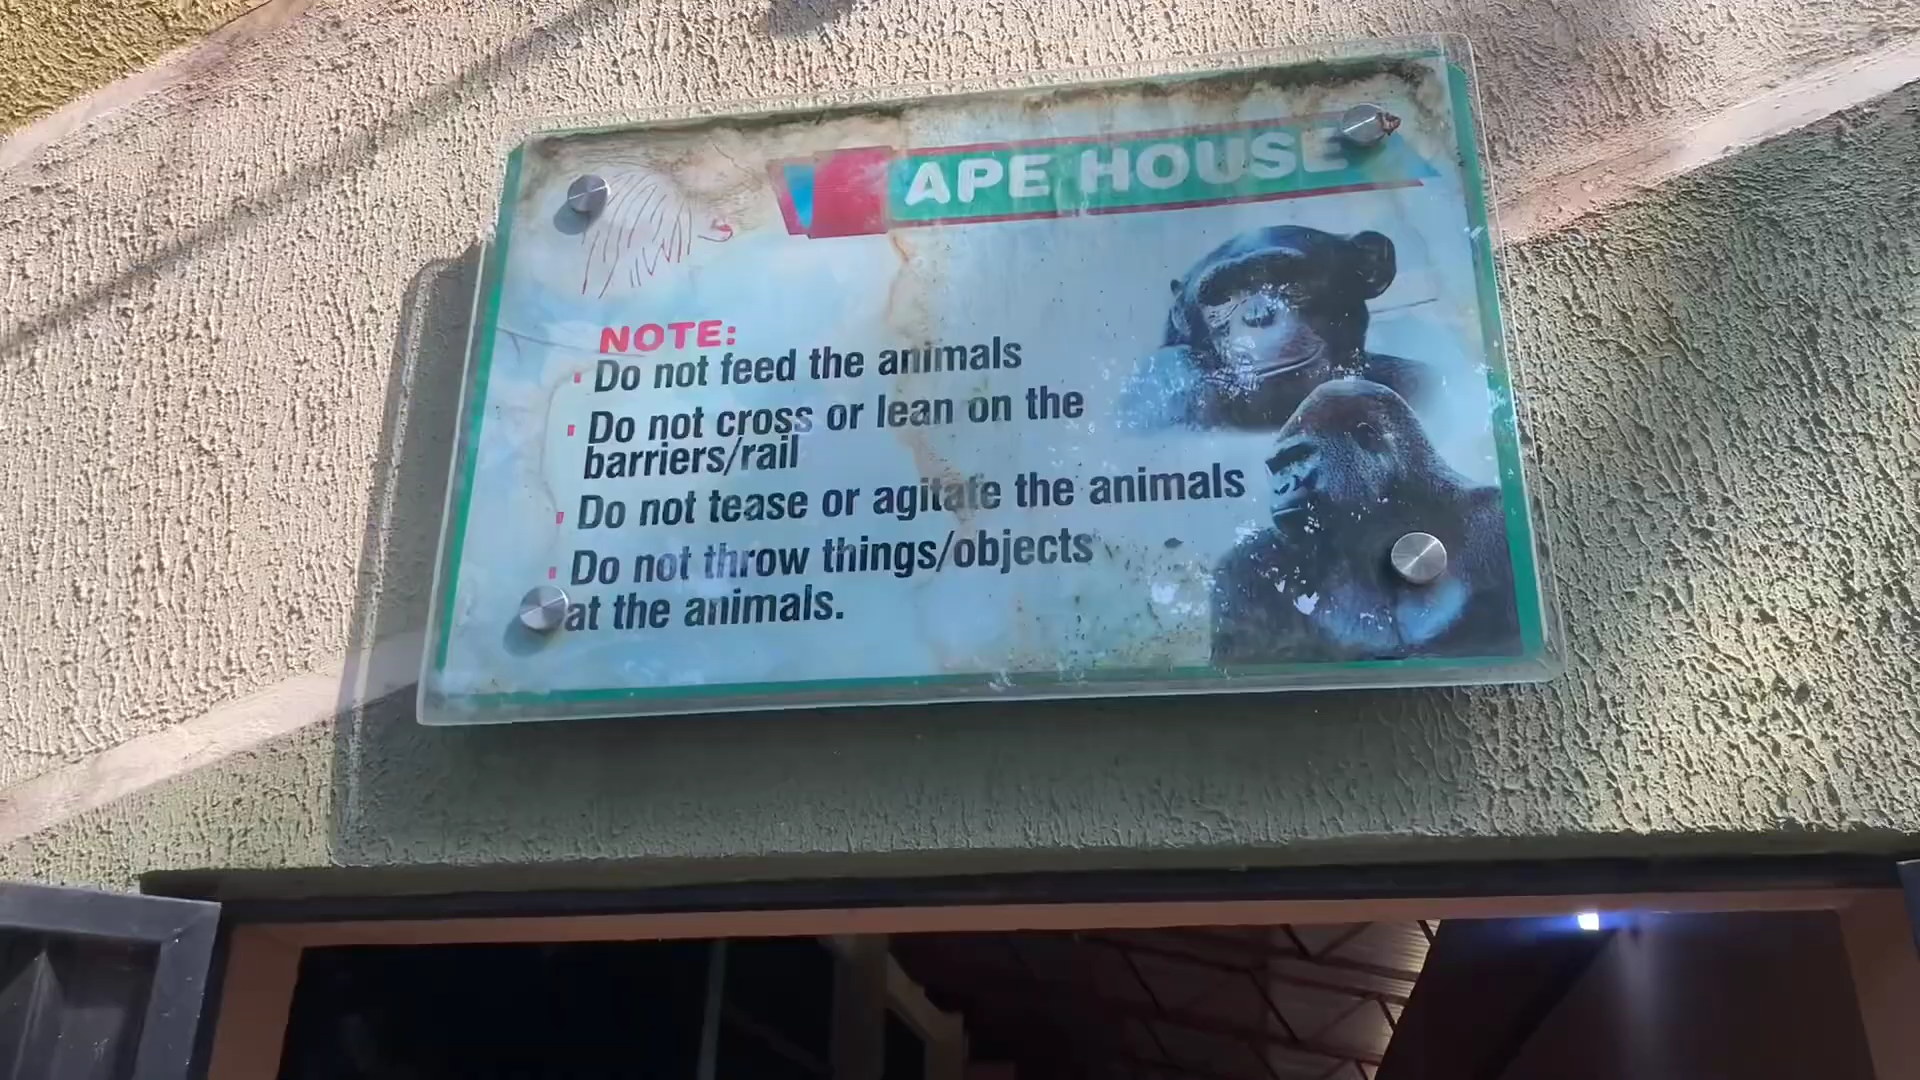 APE HOUSE
NOTE:
Do not feed the animals
Do not cross or lean on the
barriers/rail
Do not tease or agitate the animals
Do not throw things/objects
at the animals.